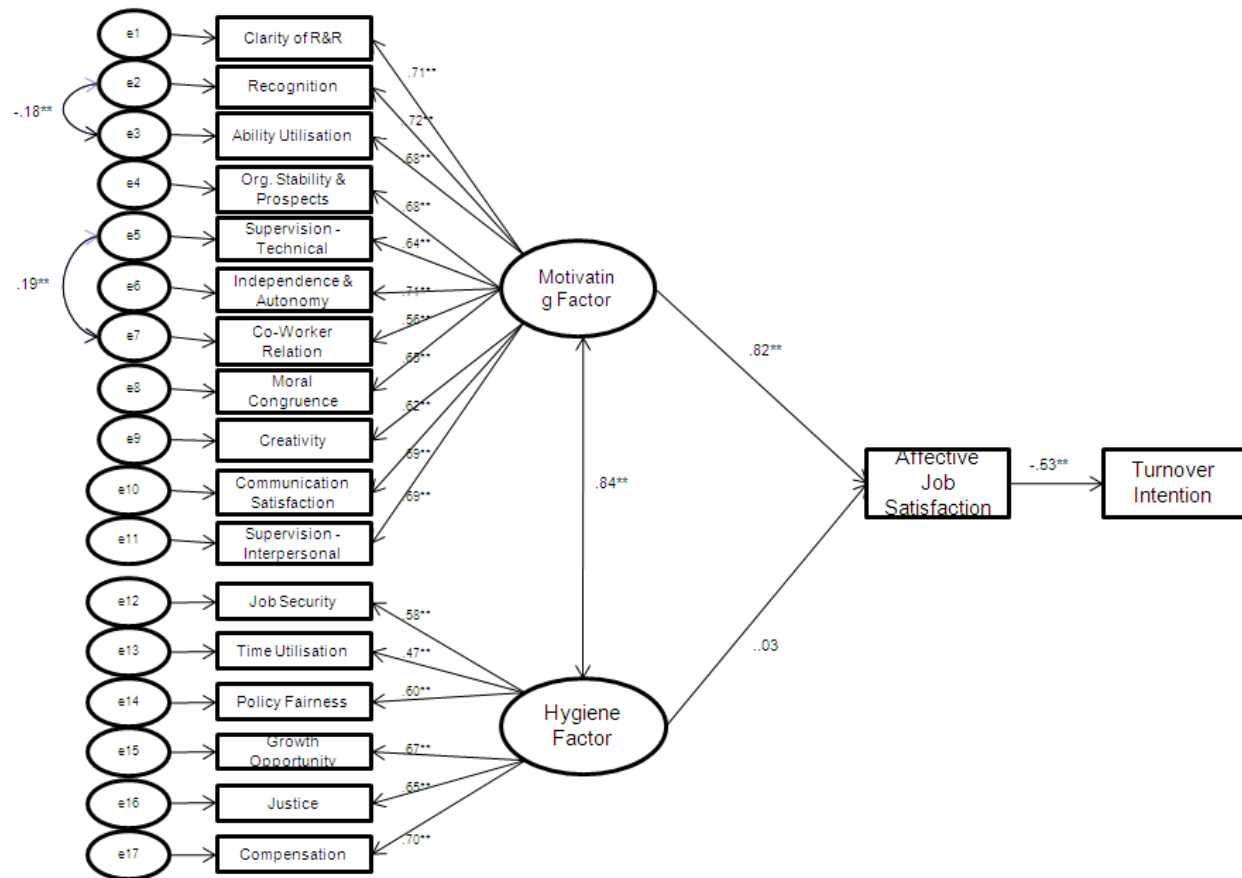 e1
Clarity of R&R
.71**
e2
Recognition
-.18**
.72**
e3
Ability Utilisation
.68**
e4
Org. Stability &
Prospects
.68**
e5
Supervision -
Technical
.64**
.19**
e6
Independence &
Autonomy
.71**
Motivatin
g Factor
e7
Co-Worker
Relation
.56**
e8
Moral
Congruence
.65**
.82**
e9
Creativity
.62**
e10
Communication
Satisfaction
.69**
.84**
Affective
Job
Satisfaction
-.53**
Turnover
Intention
e11
Supervision -
Interpersonal
.69**
e12
Job Security
.58**
e13
Time Utilisation
.47**
..03
e14
Policy Fairness
.60**
Hygiene
Factor
e15
Growth
Opportunity
.67**
e16
Justice
.65**
e17
Compensation
.70**